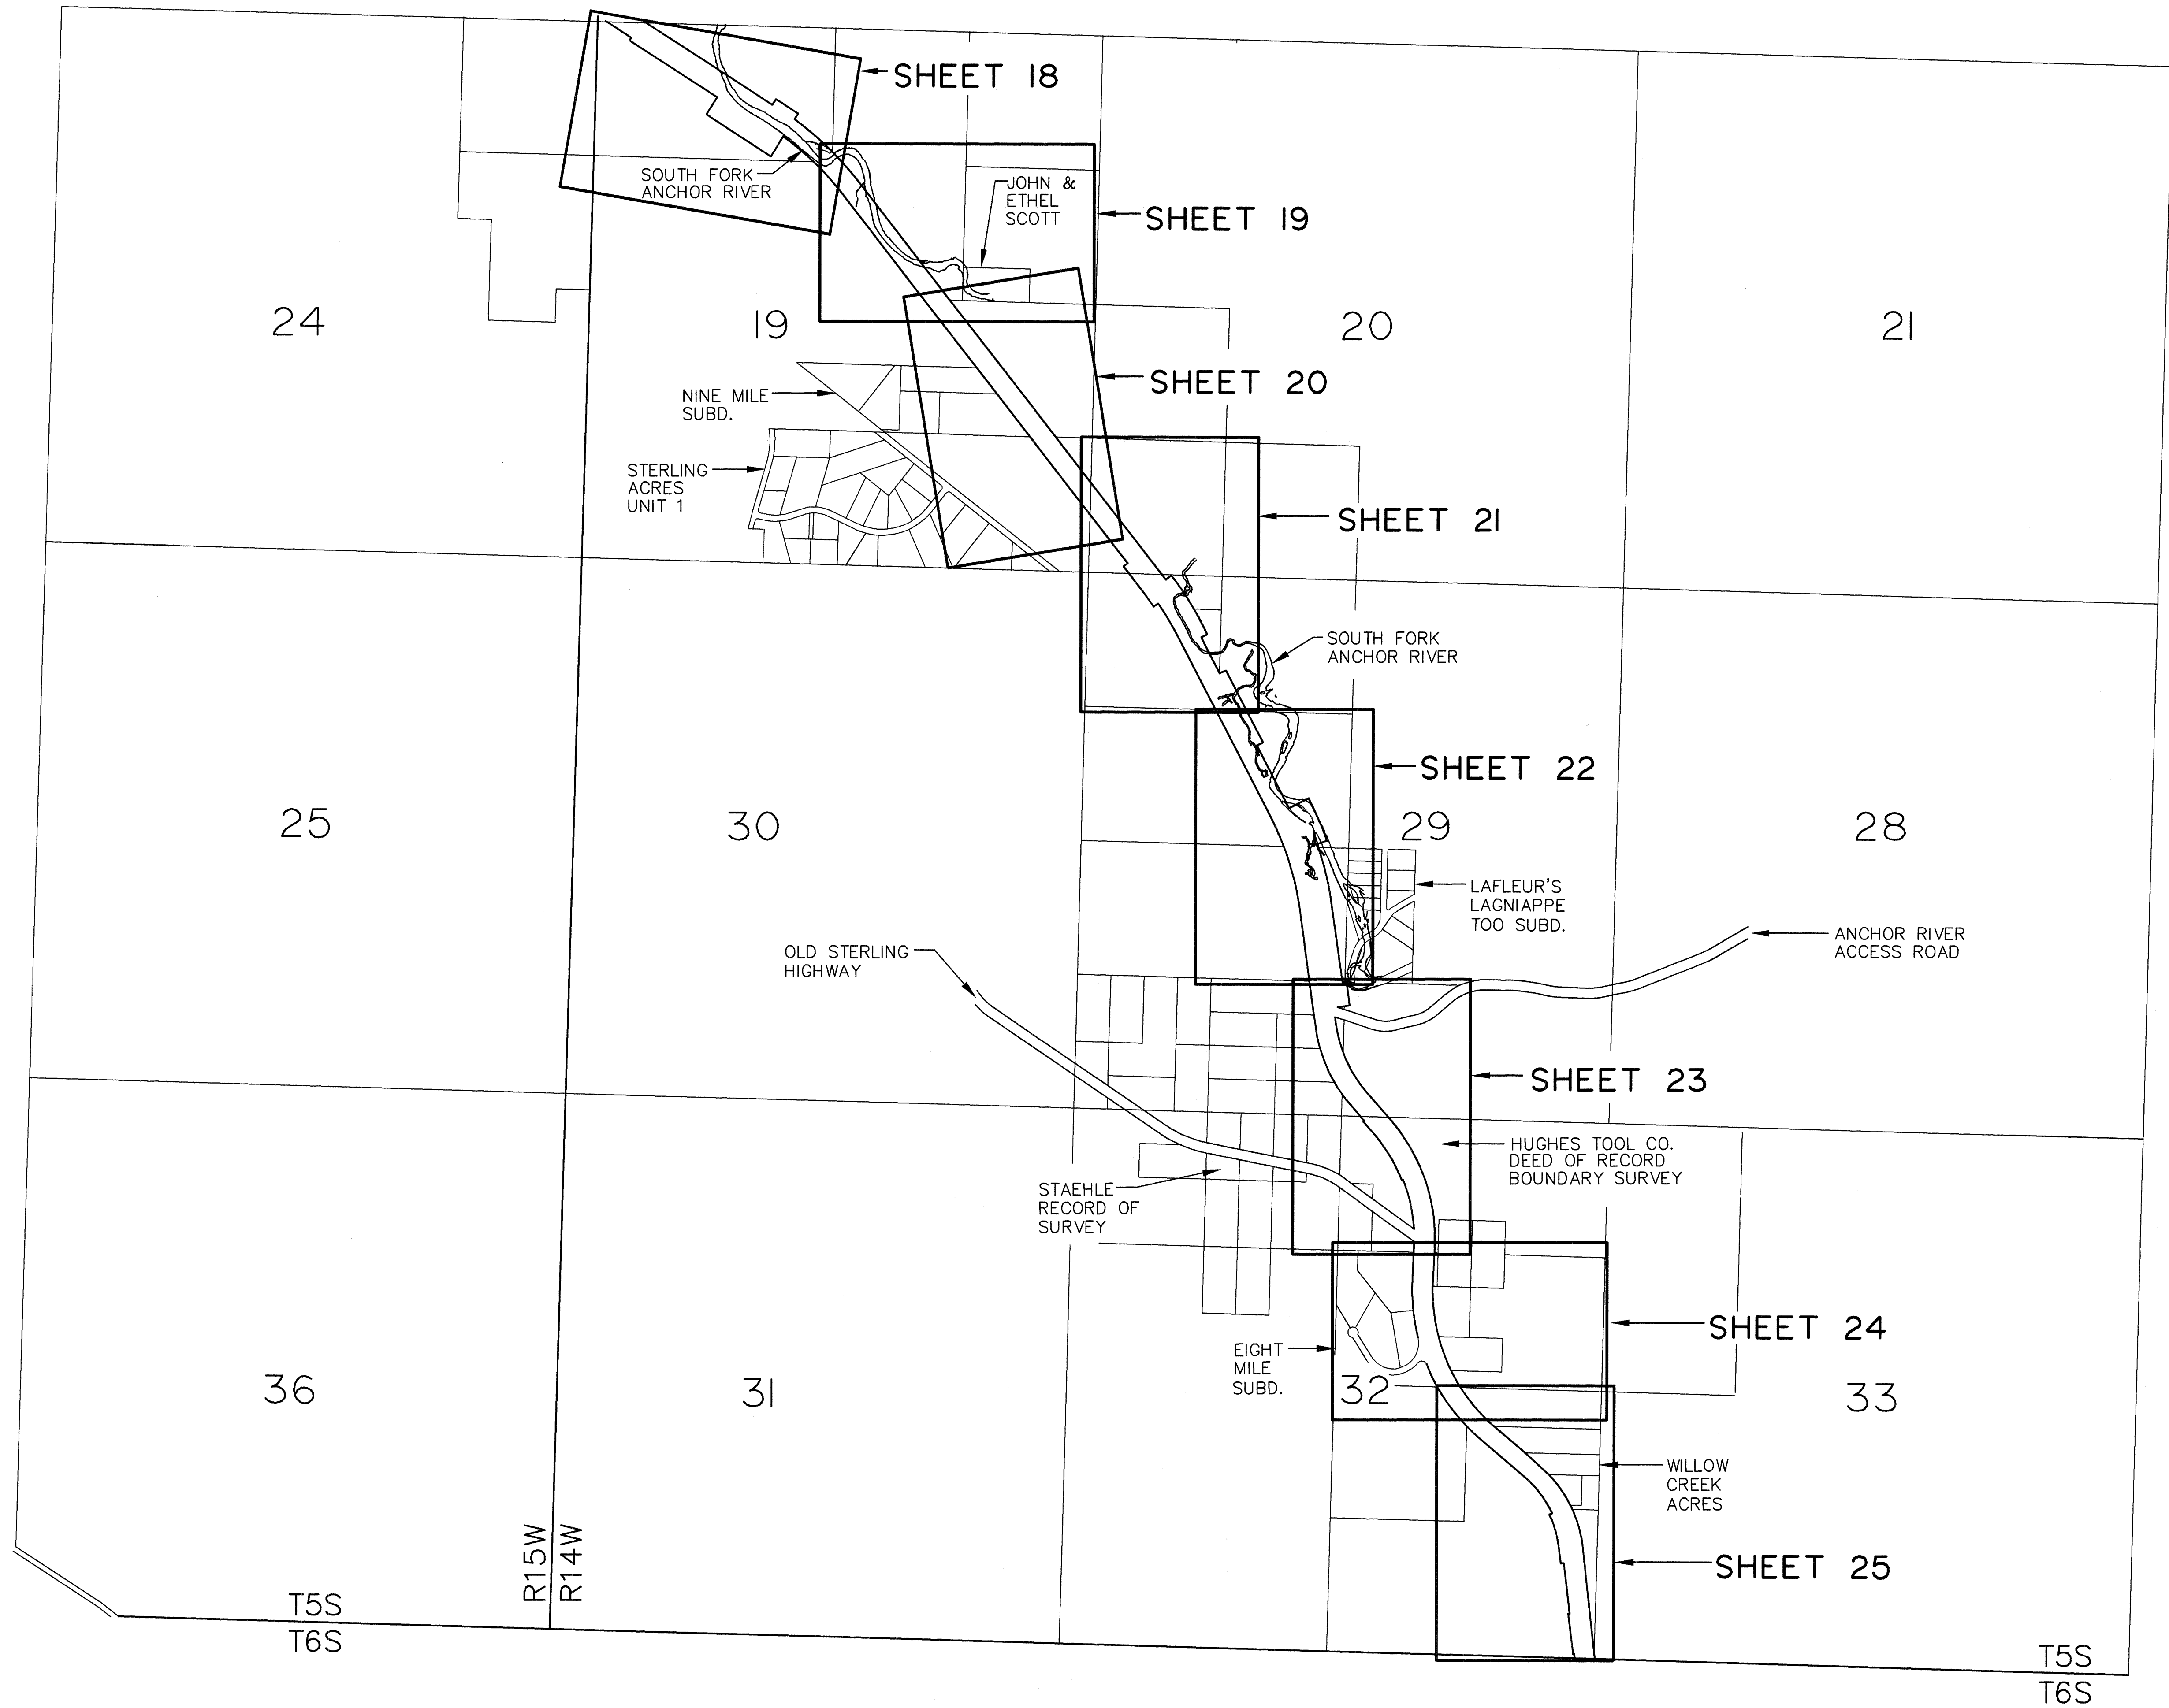 SHEET 18
SOUTH FORK
ANCHOR RIVER
JOHN &
ETHEL
SCOTT
SHEET 19
24
19
20
21
SHEET 20
NINE MILE
SUBD.
STERLING
ACRES
UNIT 1
SHEET 21
SOUTH FORK
ANCHOR RIVER
SHEET 22
25
30
29
28
LAFLEUR'S
LAGNIAPPE
TOO SUBD.
OLD STERLING
HIGHWAY
ANCHOR RIVER
ACCESS ROAD
SHEET 23
HUGHES TOOL CO.
DEED OF RECORD
BOUNDARY SURVEY
STAEHLE
RECORD OF
SURVEY
SHEET 24
EIGHT
MILE
SUBD.
36
31
32
33
WILLOW
CREEK
ACRES
R15W
R14W
SHEET 25
T5S
T6S
T5S
T6S